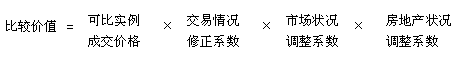 比较价值 = 可比实例 × 交易情况 × 市场状况 × 房地产状况
成交价格 修正系数 调整系数 调整系数